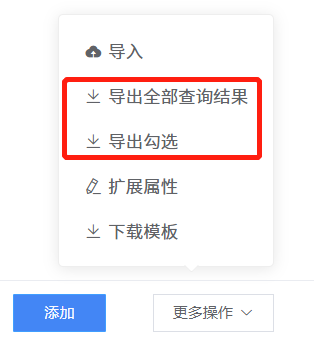 导入
导出全部查询结果
导出勾选
扩展属性
下载模板
添加
更多操作